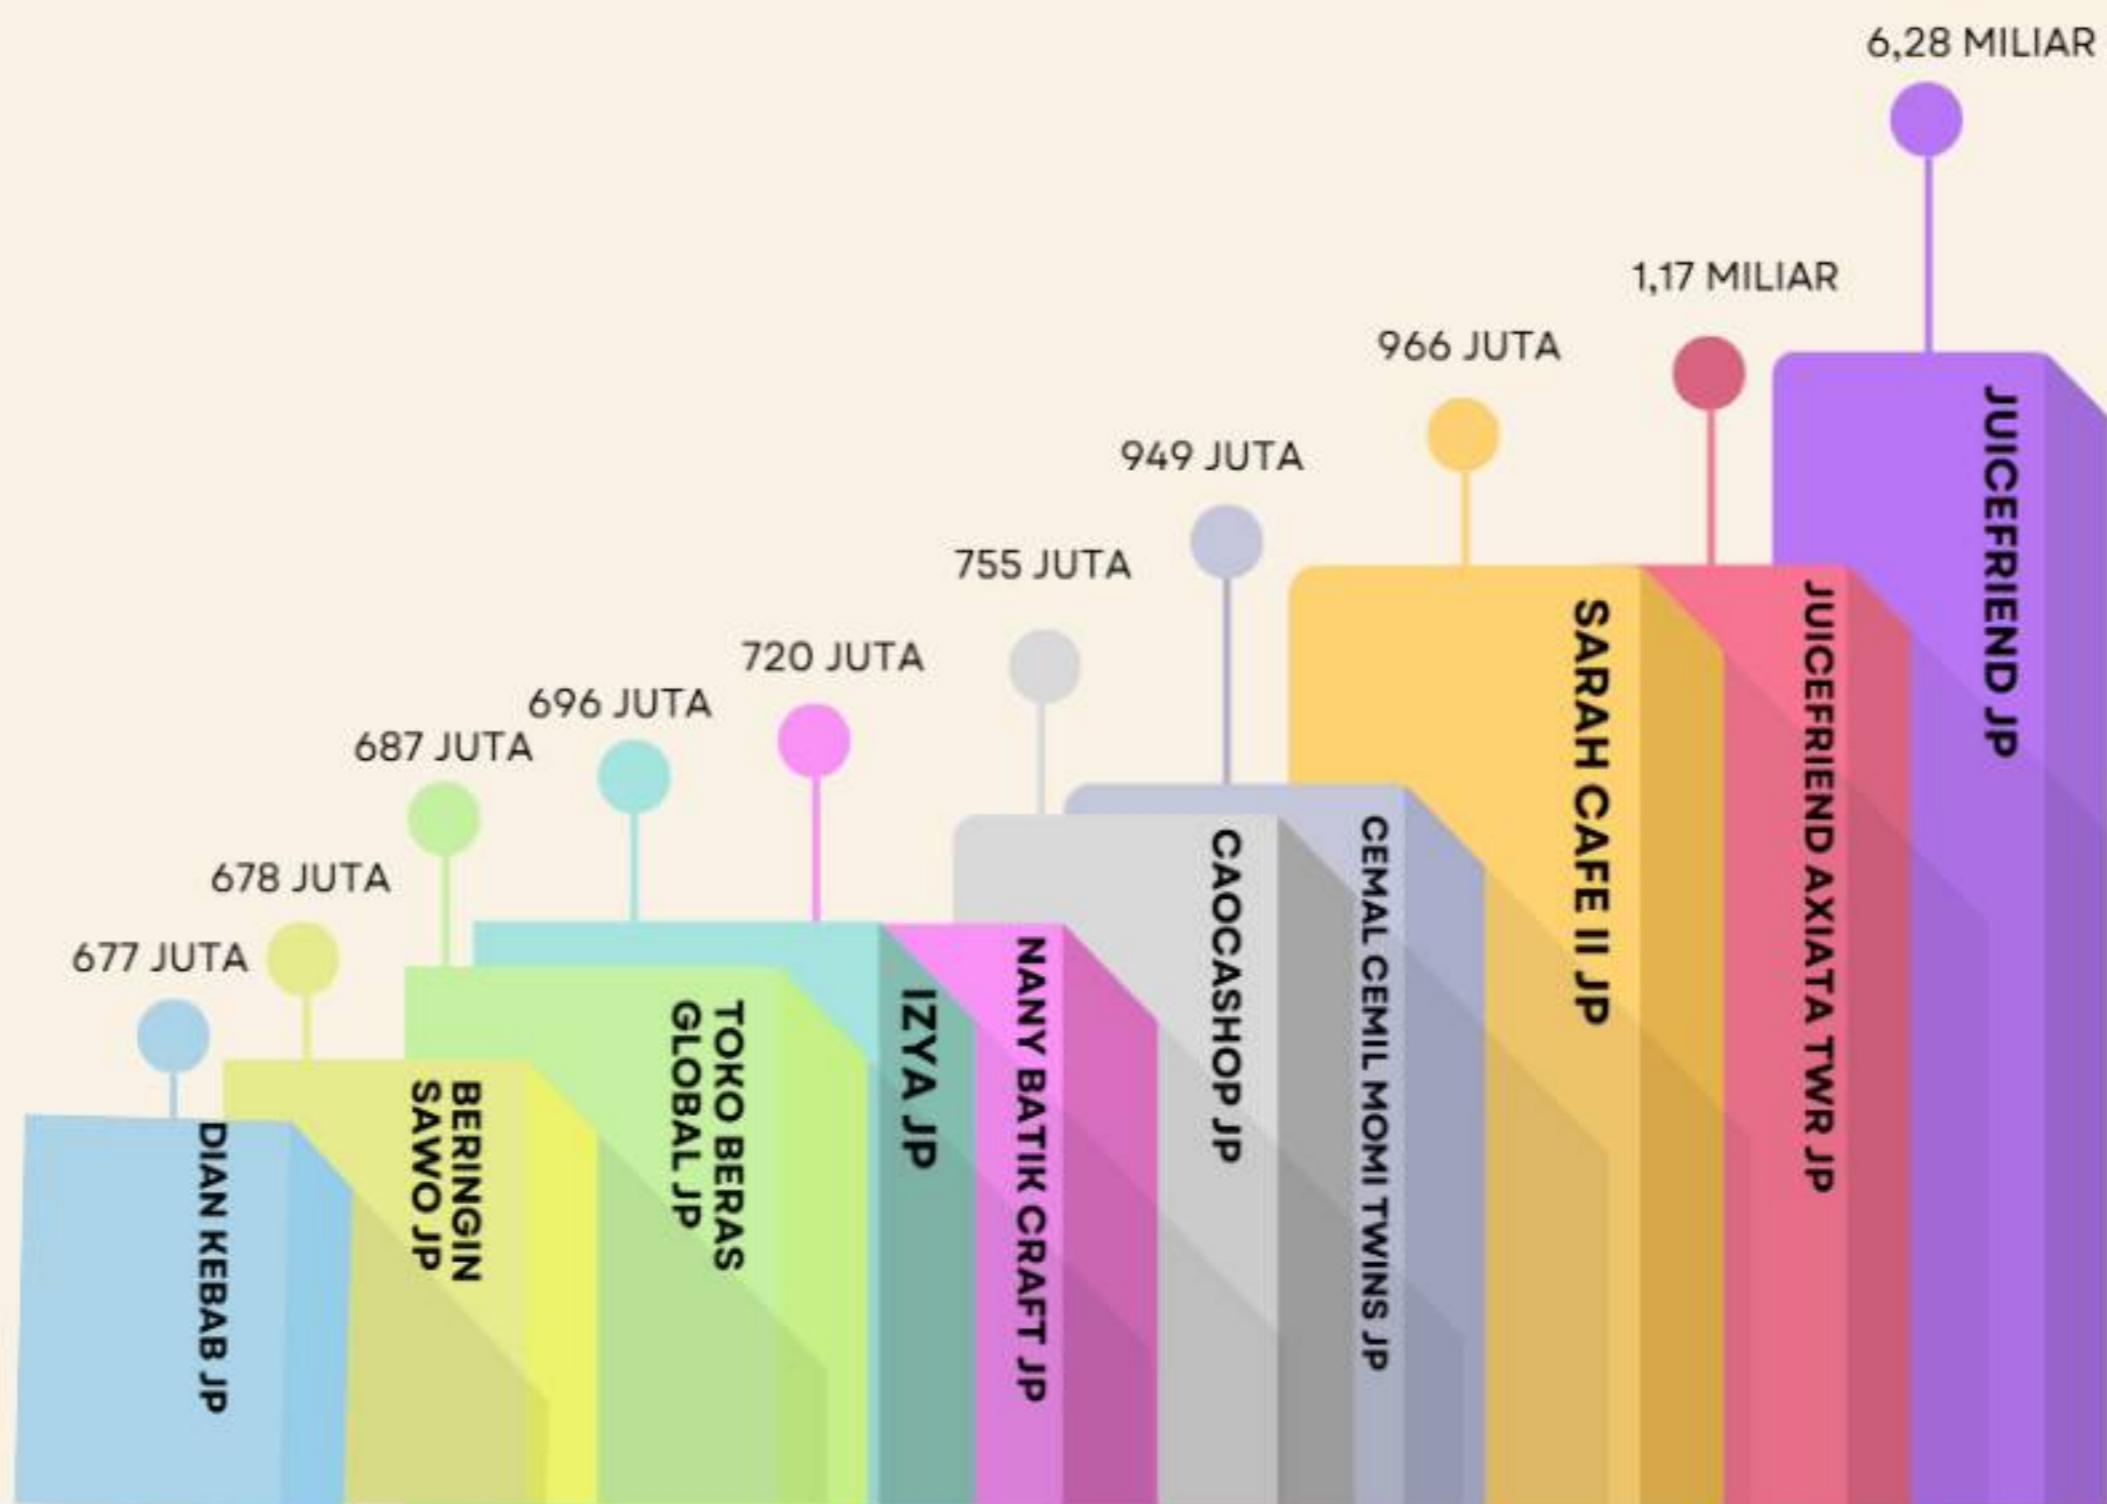 677 JUTA
DIAN KEBAB JP
678 JUTA
BERINGIN
SAWO JP
687 JUTA
TOKO BERAS
GLOBAL JP
696 JUTA
IZYA JP
720 JUTA
NANY BATIK CRAFT JP
755 JUTA
CAOCASHOP JP
949 JUTA
CEMAL CEMIL MOMI TWINS JP
966 JUTA
SARAH CAFE II JP
1,17 MILIAR
JUICEFRIEND AXIATA TWR JP
6,28 MILIAR
JUICEFRIEND JP